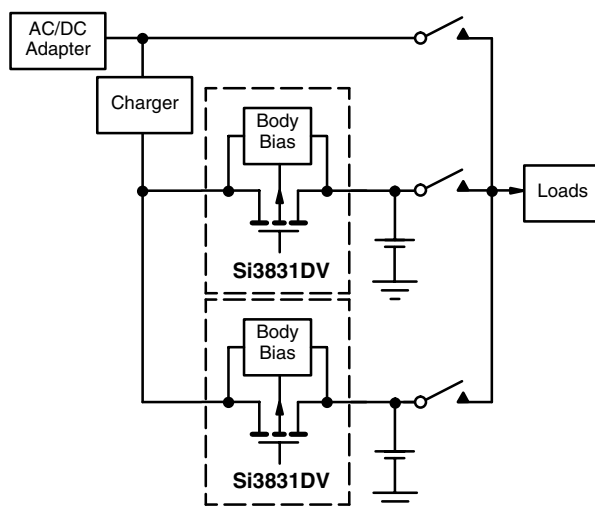 AC/DC
Adapter
Charger
Body
Bias
Si3831DV
Loads
Body
Bias
Si3831DV